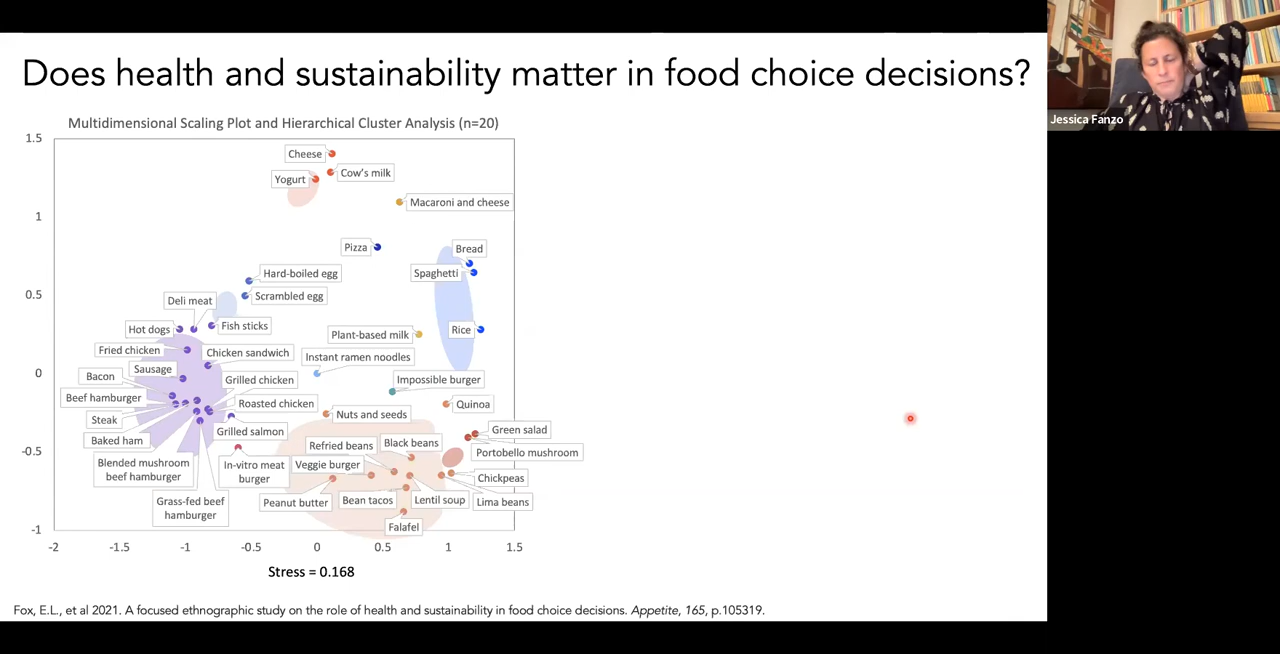 Does health and sustainability matter in food choice decisions?
Jessica Fanzo
Multidimensional Scaling Plot and Hierarchical Cluster Analysis (n=20)
1.5
Cheese
Cow's milk
Yogurt
Macaroni and cheese
1
Pizza
Bread
Hard-boiled egg
Spaghetti
0.5
Scrambled egg
Deli meat
Hot dogs
Fish sticks
Plant-based milk
Rice
Fried chicken
Chicken sandwich
Instant ramen noodles
0
Sausage
Bacon
Grilled chicken
Impossible burger
Beef hamburger
Roasted chicken
Quinoa
Steak
Nuts and seeds
Grilled salmon
Green salad
Baked ham
Refried beans
Black beans
-0.5
Portobello mushroom
Blended mushroom
beef hamburger
In-vitro meat
burger
Veggie burger
Chickpeas
Grass-fed beef
hamburger
Peanut butter
Bean tacos
Lentil soup
Lima beans
Falafel
-1
-2
-1.5
-1
-0.5
0
0.5
1
1.5
Stress = 0.168
Fox, E.L., et al 2021. A focused ethnographic study on the role of health and sustainability in food choice decisions. Appetite, 165, p.105319.